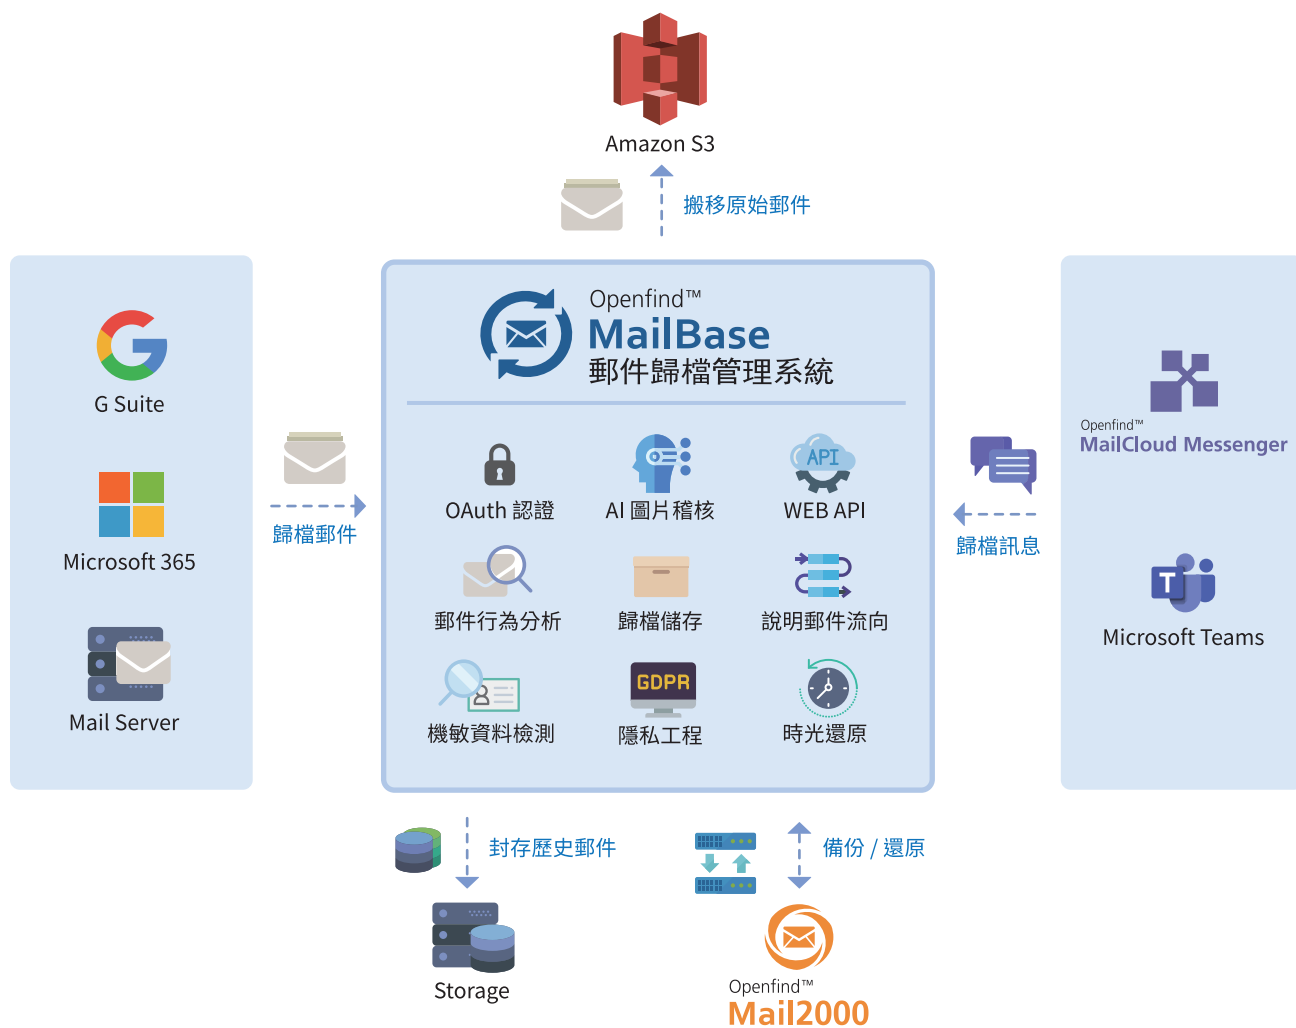 Amazon S3
搬移原始郵件
G Suite
Microsoft 365
Mail Server
歸檔郵件
Openfind™
MailBase
郵件歸檔管理系統
OAuth 認證
AI 圖片稽核
API
WEB API
郵件行為分析
歸檔儲存
說明郵件流向
機敏資料檢測
GDPR
隱私工程
時光還原
歸檔訊息
Openfind™
MailCloud Messenger
T
Microsoft Teams
封存歷史郵件
Storage
備份 / 還原
Openfind™
Mail2000